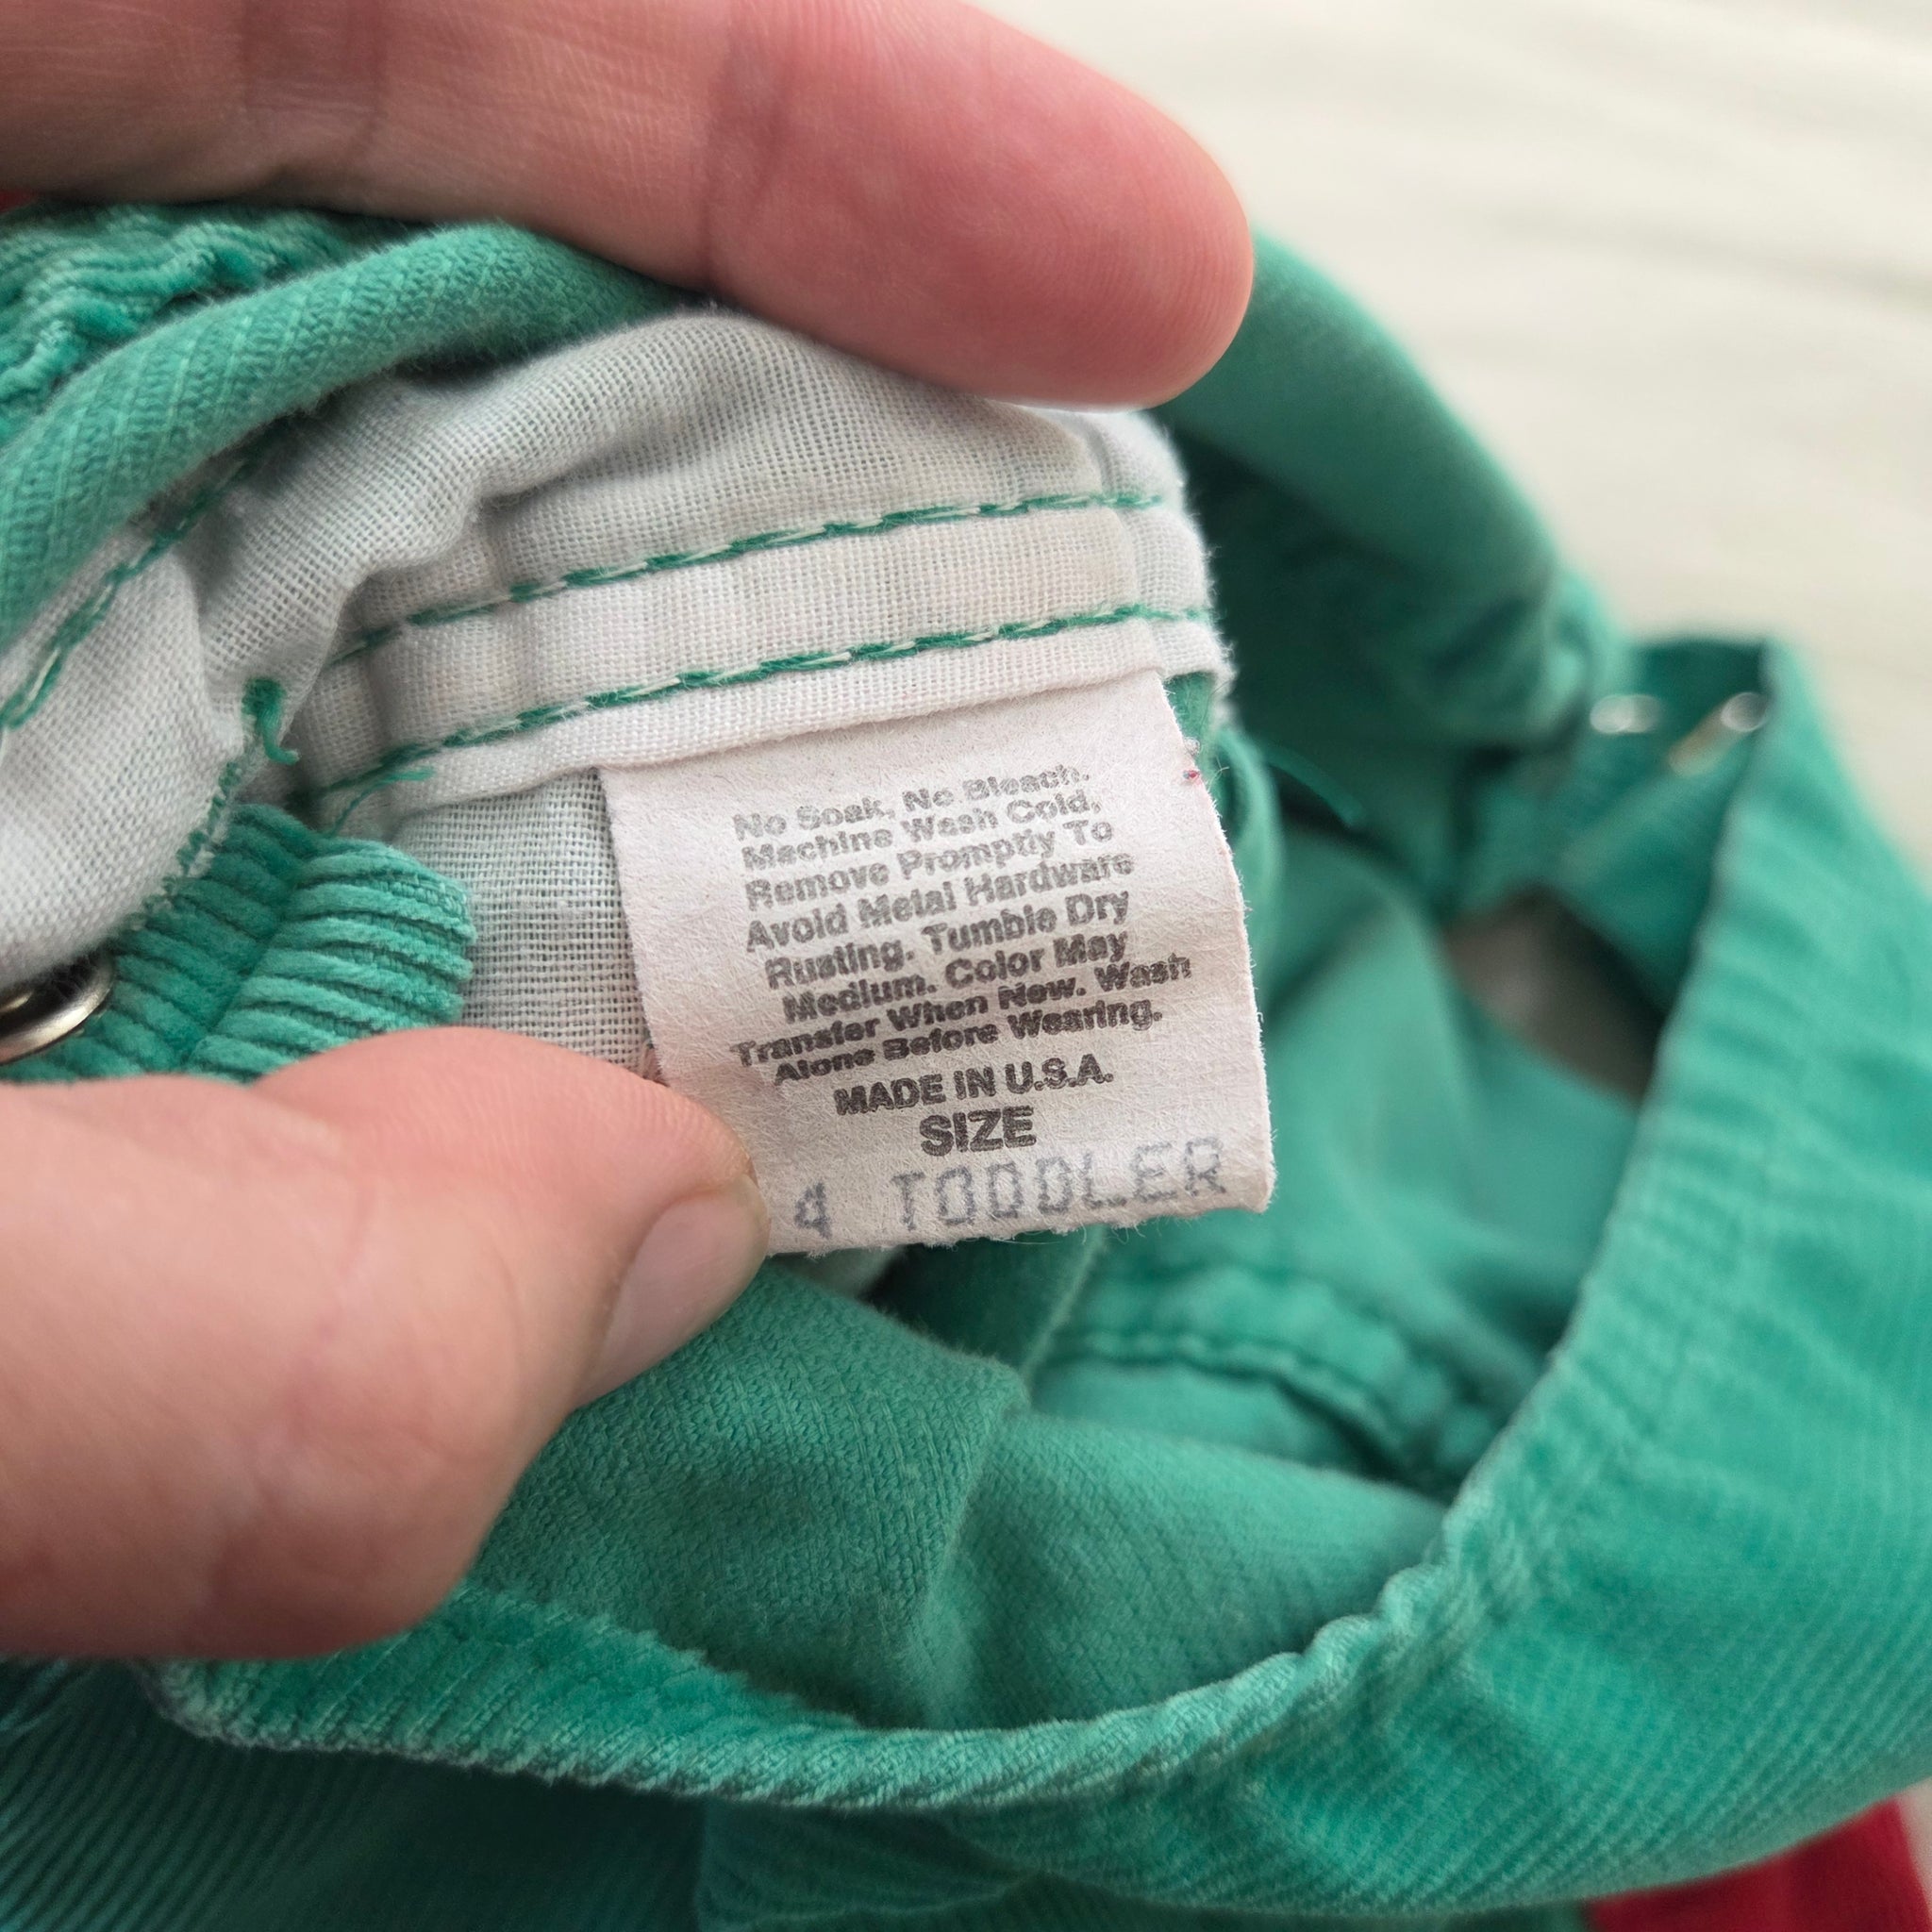 No Soak, No Bleach.
Machine Wash Cold,
Remove Promptly To
Avoid Metal Hardware
Rusting. Tumble Dry
Medium. Color May
Transfer When New. Wash
Alone Before Wearing.
MADE IN U.S.A.
SIZE
4 TODDLER